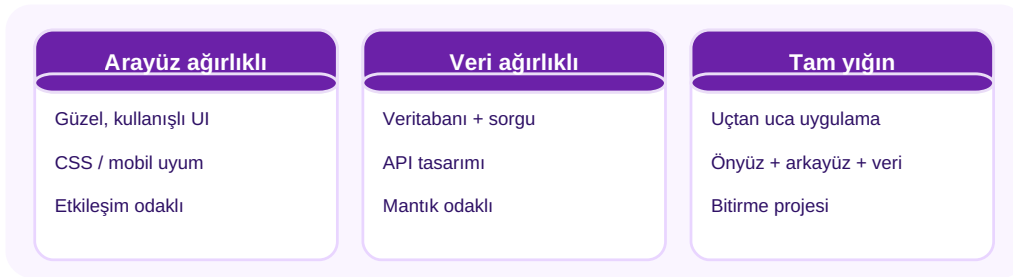 Arayüz ağırlıklı
Güzel, kullanışlı UI
CSS / mobil uyum
Etkileşim odaklı
Veri ağırlıklı
Veritabanı + sorgu
API tasarımı
Mantık odaklı
Tam yığın
Uçtan uca uygulama
Önyüz + arkayüz + veri
Bitirme projesi